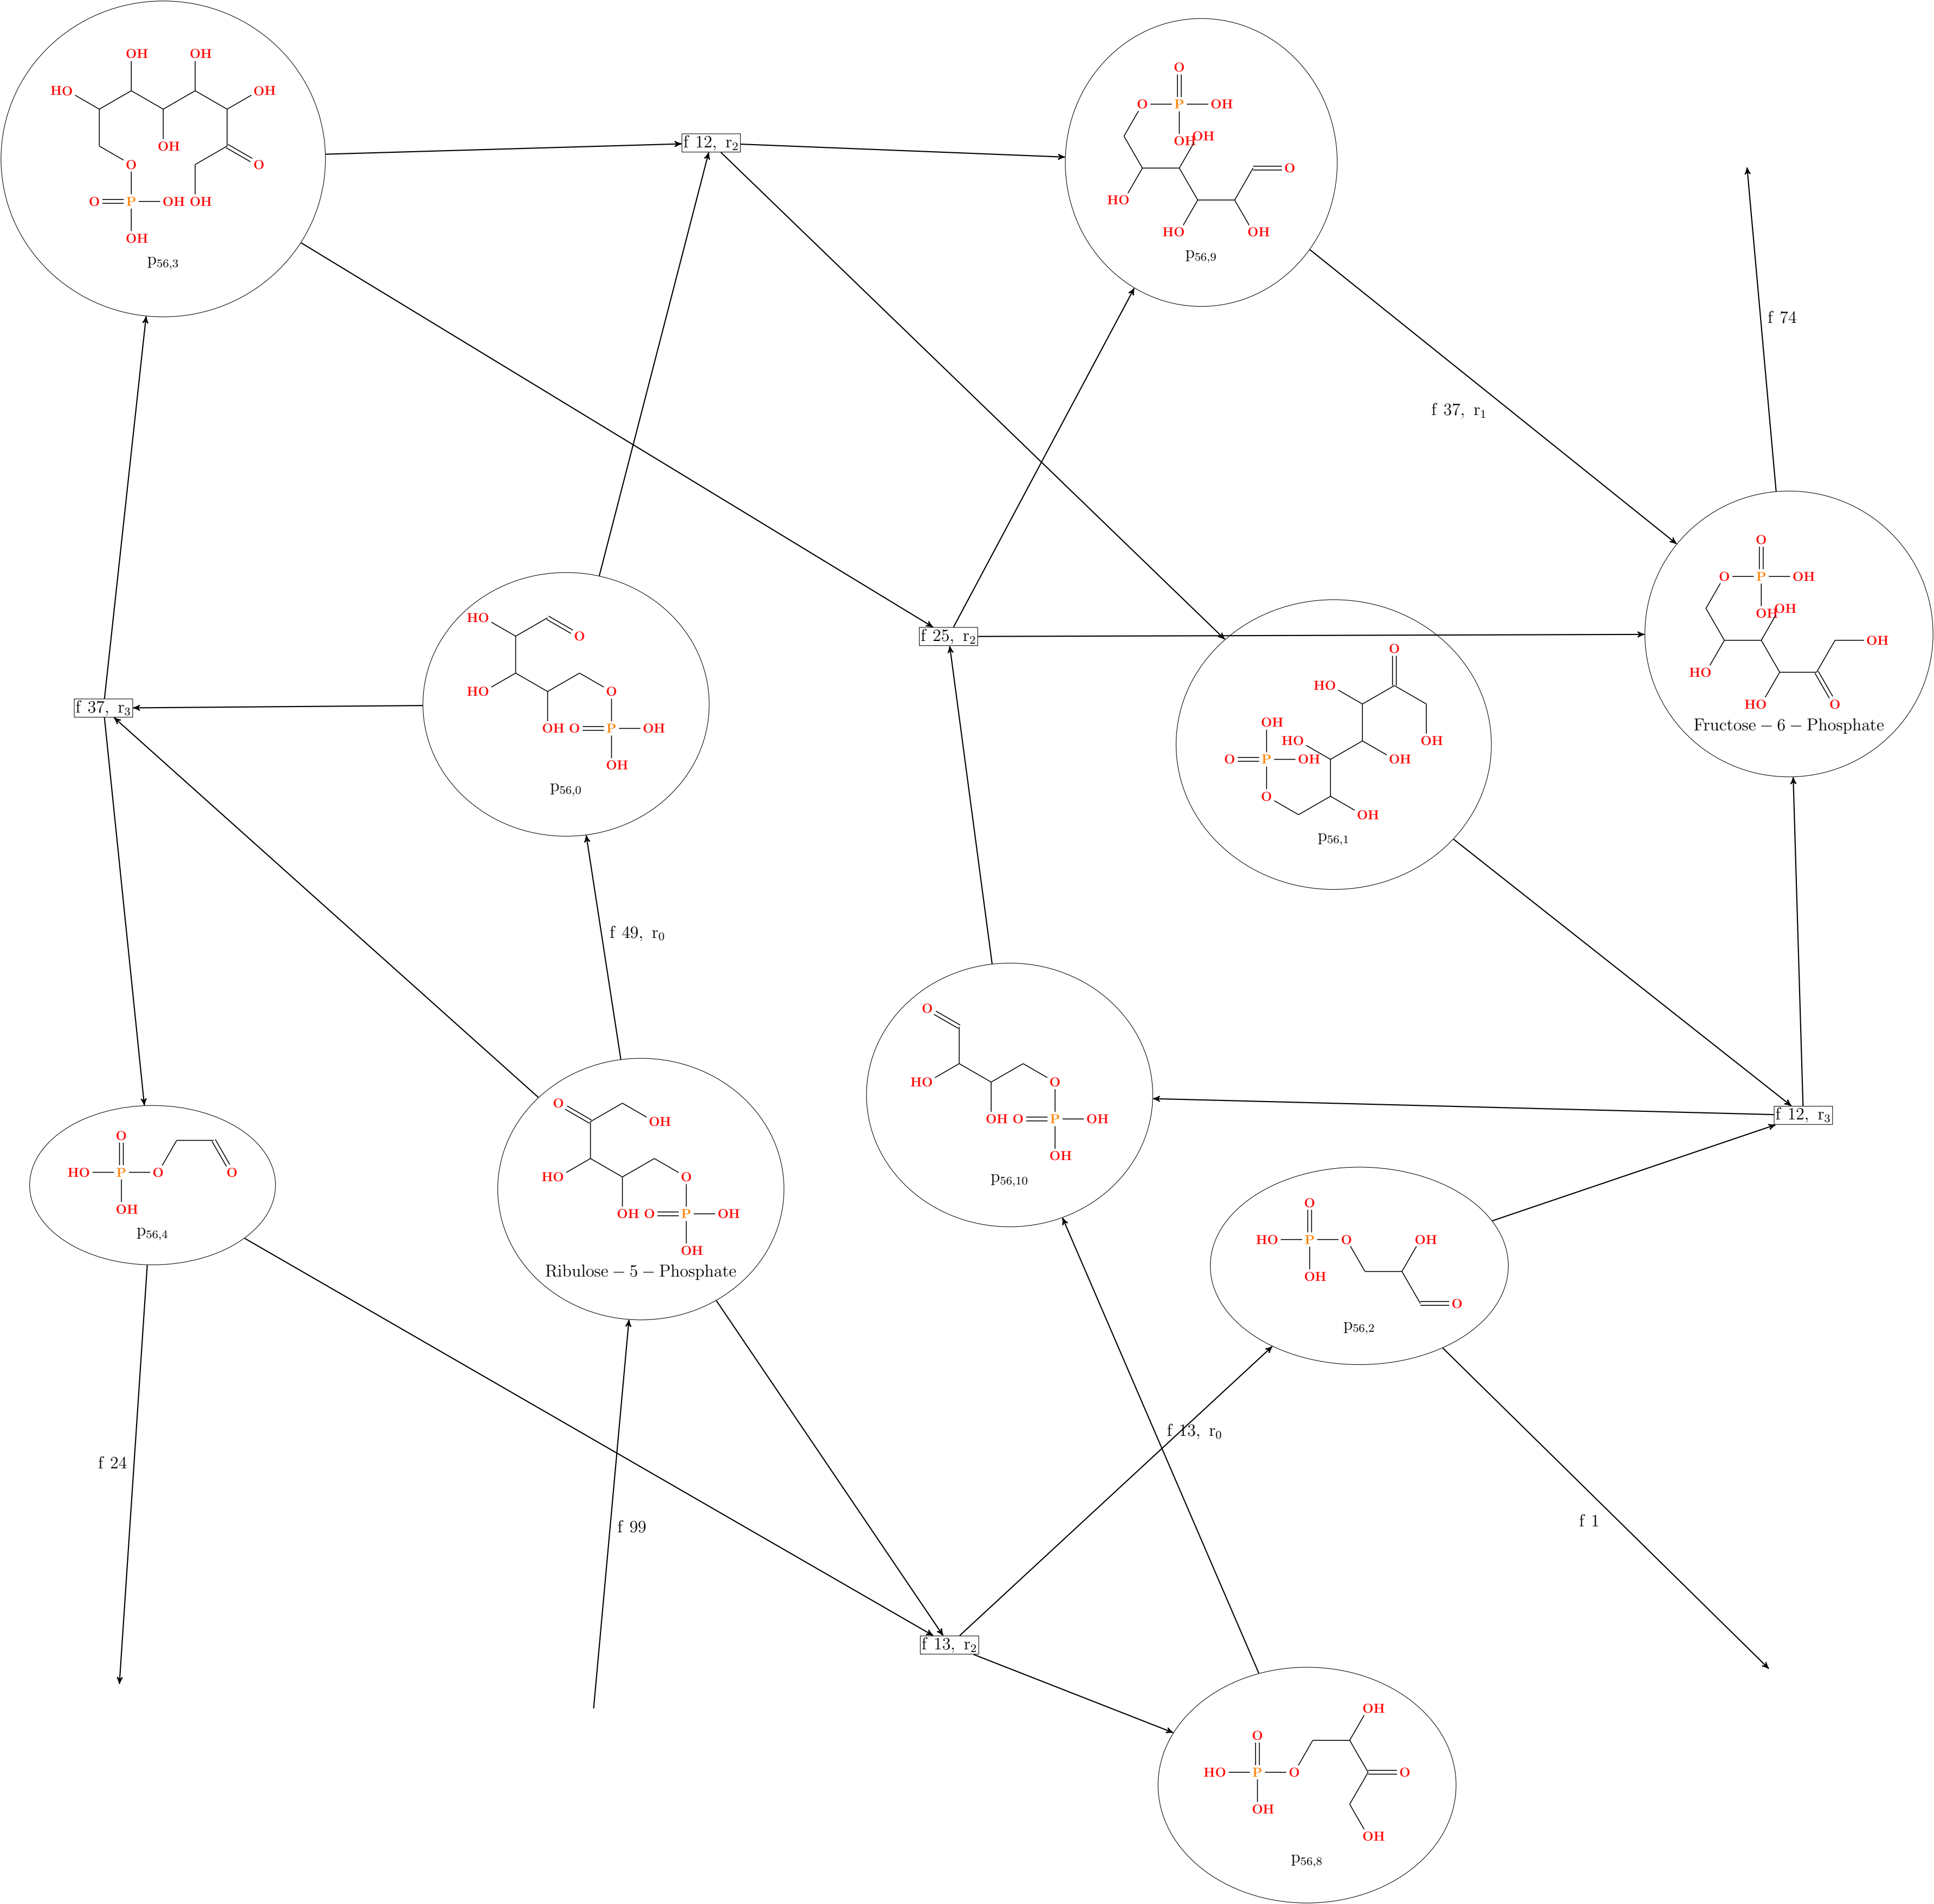 OH OH
HO OH
OH
O O
O P OH OH
OH
p56,3
f 12, r2
O
O P OH
OH OH
O
HO
HO OH
p56,9
f 74
f 37, r1
HO
O
HO O
OH O P OH
OH
p56,0
f 25, r2
O
O P OH
OH OH
OH
HO
HO O
Fructose − 6 − Phosphate
O
HO
OH
HO OH
O P OH OH
O
OH
p56,1
f 37, r3
f 49, r0
O
HO O
OH O P OH
OH
p56,10
O
OH
HO O
OH O P OH
OH
Ribulose − 5 − Phosphate
O
HO P O O
OH
p56,4
f 12, r3
O
HO P O OH
OH
O
p56,2
f 13, r0
f 24
f 99
f 1
f 13, r2
OH
O
HO P O O
OH
OH
p56,8